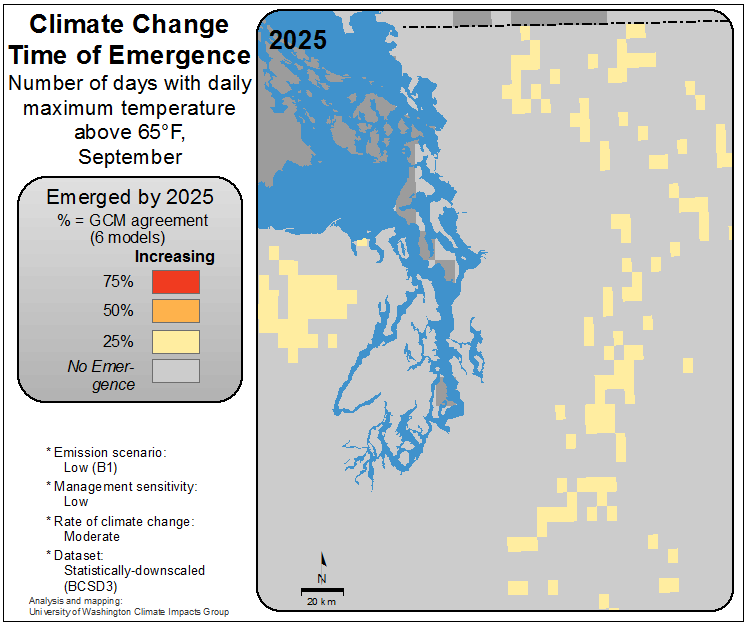 Climate Change
Time of Emergence
Number of days with daily
maximum temperature
above 65°F,
September
Emerged by 2025
% = GCM agreement
(6 models)
Increasing
75%
50%
25%
No Emer-
gence
* Emission scenario:
Low (B1)
* Management sensitivity:
Low
* Rate of climate change:
Moderate
* Dataset:
Statistically-downscaled
(BCSD3)
Analysis and mapping:
University of Washington Climate Impacts Group
2025
N
20 km